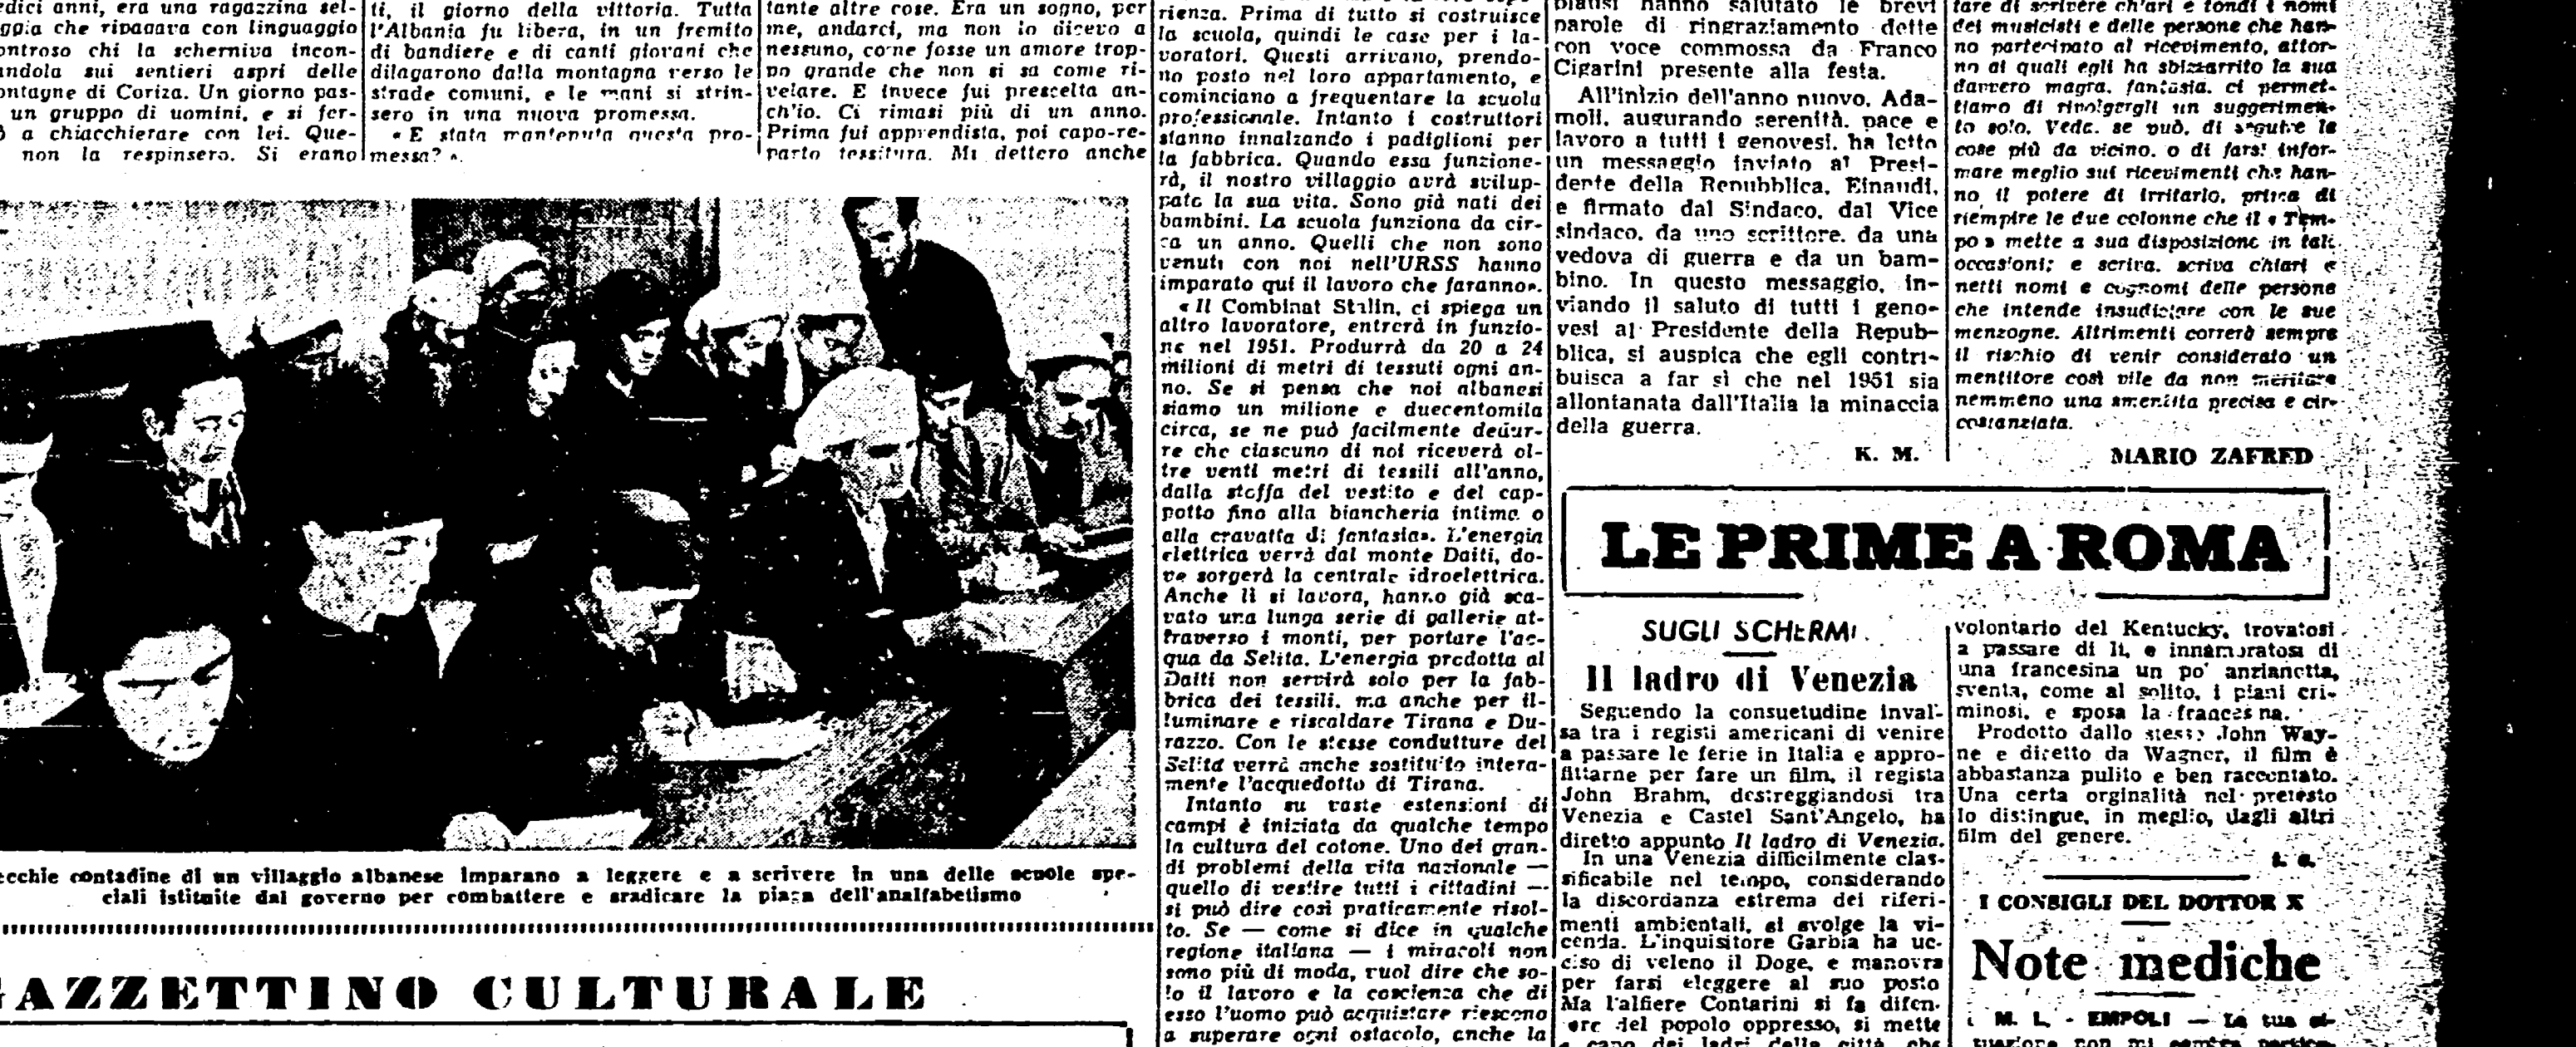 edici anni, era una ragazzina sel-
ggia che ripagava con linguaggio
ontroso chi la scherniva incon-
andola sui sentieri aspri delle
ontagne di Coriza. Un giorno pas-
un gruppo di uomini, e si fer-
ò a chiacchierare con lei. Que-
non la respinsero. Si erano
ti, il giorno della vittoria. Tutta
l'Albania fu libera, in un fremito
di bandiere e di canti giovani che
dilagarono dalla montagna verso le
strade comuni, e le mani si strin-
sero in una nuova promessa.
« E stata mantenuta questa pro-
messa? ».
tante altre cose. Era un sogno, per
me, andarci, ma non lo dicevo a
nessuno, come fosse un amore trop-
po grande che non si sa come ri-
velare. E invece fui prescelta an-
ch'io. Ci rimasi più di un anno.
Prima fui apprendista, poi capo-re-
parto tessitura. Mi dettero anche
ecchie contadine di un villaggio albanese imparano a leggere e a scrivere in una delle scuole spe-
ciali istituite dal governo per combattere e sradicare la piaga dell'analfabetismo
GAZZETTINO CULTURALE
rienza. Prima di tutto si costruisce
la scuola, quindi le case per i la-
voratori. Questi arrivano, prendo-
no posto nel loro appartamento, e
cominciano a frequentare la scuola
professionale. Intanto i costruttori
stanno innalzando i padiglioni per
la fabbrica. Quando essa funzione-
rà, il nostro villaggio avrà svilup-
pato la sua vita. Sono già nati dei
bambini. La scuola funziona da cir-
ca un anno. Quelli che non sono
venuti con noi nell'URSS hanno
imparato qui il lavoro che faranno».
« Il Combinat Stalin, ci spiega un
altro lavoratore, entrerà in funzio-
ne nel 1951. Produrrà da 20 a 24
milioni di metri di tessuti ogni an-
no. Se si pensa che noi albanesi
siamo un milione e duecentomila
circa, se ne può facilmente dedur-
re che ciascuno di noi riceverà ol-
tre venti metri di tessili all'anno,
dalla stoffa del vestito e del cap-
potto fino alla biancheria intima o
alla cravatta di fantasia». L'energia
elettrica verrà dal monte Daiti, do-
ve sorgerà la centrale idroelettrica.
Anche lì si lavora, hanno già sca-
vato una lunga serie di gallerie at-
traverso i monti, per portare l'ac-
qua da Selita. L'energia prodotta al
Daiti non servirà solo per la fab-
brica dei tessili, ma anche per il-
luminare e riscaldare Tirana e Du-
razzo. Con le stesse condutture del
Selita verrà anche sostituito intera-
mente l'acquedotto di Tirana.
Intanto su vaste estensioni di
campi è iniziata da qualche tempo
la cultura del cotone. Uno dei gran-
di problemi della vita nazionale —
quello di vestire tutti i cittadini —
si può dire così praticamente risol-
to. Se — come si dice in qualche
regione italiana — i miracoli non
sono più di moda, vuol dire che so-
lo il lavoro e la coscienza che di
esso l'uomo può acquistare riescono
a superare ogni ostacolo, anche la
plausi hanno salutato le brevi
parole di ringraziamento dette
con voce commossa da Franco
Cigarini presente alla festa.
All'inizio dell'anno nuovo, Ada-
moli, augurando serenità, pace e
lavoro a tutti i genovesi, ha letto
un messaggio inviato al Presi-
dente della Repubblica, Einaudi,
e firmato dal Sindaco, dal Vice
sindaco, da uno scrittore, da una
vedova di guerra e da un bam-
bino. In questo messaggio, in-
viando il saluto di tutti i geno-
vesi al Presidente della Repub-
blica, si auspica che egli contri-
buisca a far sì che nel 1951 sia
allontanata dall'Italia la minaccia
della guerra.
K. M.
tare di scrivere chiari e tondi i nomi
dei musicisti e delle persone che han-
no partecipato al ricevimento, attor-
no ai quali egli ha sbizzarrito la sua
davvero magra, fantasia, ci permet-
tiamo di rivolgergli un suggerimen-
to solo. Veda, se può, di seguire le
cose più da vicino, o di farsi infor-
mare meglio sui ricevimenti che han-
no il potere di irritarlo, prima di
riempire le due colonne che il « Tem-
po » mette a sua disposizione in tali
occasioni; e scriva, scriva chiari e
netti nomi e cognomi delle persone
che intende insudiciare con le sue
menzogne. Altrimenti correrà sempre
il rischio di venir considerato un
mentitore così vile da non meritare
nemmeno una smentita precisa e cir-
costanziata.
MARIO ZAFRED
LE PRIME A ROMA
SUGLI SCHERMI
Il ladro di Venezia
Seguendo la consuetudine inval-
sa tra i registi americani di venire
a passare le ferie in Italia e appro-
fittarne per fare un film, il regista
John Brahm, destreggiandosi tra
Venezia e Castel Sant'Angelo, ha
diretto appunto Il ladro di Venezia.
In una Venezia difficilmente clas-
sificabile nel tempo, considerando
la discordanza estrema dei riferi-
menti ambientali, si svolge la vi-
cenda. L'inquisitore Garbia ha uc-
ciso di veleno il Doge, e manovra
per farsi eleggere al suo posto
Ma l'alfiere Contarini si fa difen-
sore del popolo oppresso, si mette
a capo dei ladri della città, che
volontario del Kentucky, trovatosi
a passare di lì, e innamoratosi di
una francesina un po' anzianotta,
sventa, come al solito, i piani cri-
minosi, e sposa la francesina.
Prodotto dallo stesso John Way-
ne e diretto da Wagner, il film è
abbastanza pulito e ben raccontato.
Una certa orginalità nel pretesto
lo distingue, in meglio, dagli altri
film del genere.
I CONSIGLI DEL DOTTOR X
Note mediche
M. L. - EMPOLI — La tua si-